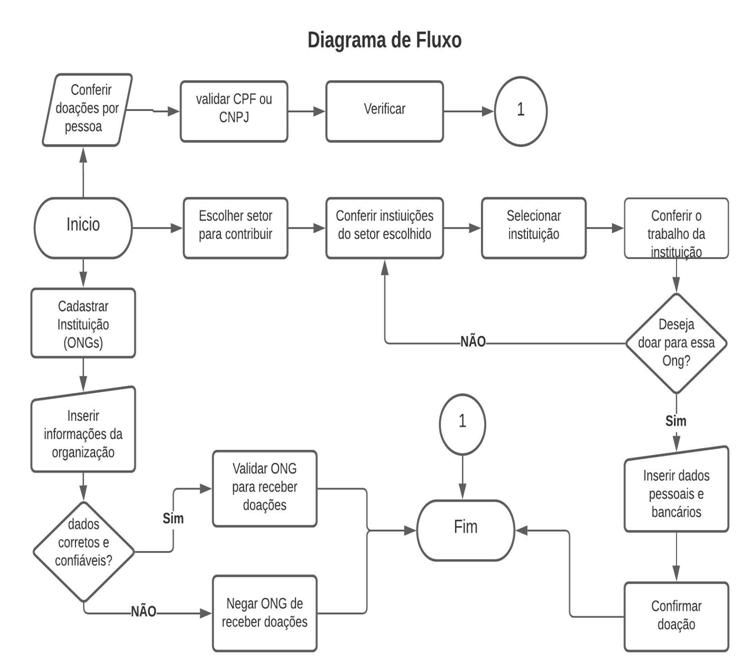 Diagrama de Fluxo
Conferir
doações por
pessoa
validar CPF ou
CNPJ
Verificar
1
Inicio
Escolher setor
para contribuir
Conferir instiuições
do setor escolhido
Selecionar
instituição
Conferir o
trabalho da
instituição
Cadastrar
Instituição
(ONGs)
Deseja
doar para essa
Ong?
NÃO
Sim
Inserir
informações da
organização
1
Inserir dados
pessoais e
bancários
Validar ONG
para receber
doações
dados
corretos e
confiáveis?
Sim
Fim
NÃO
Negar ONG de
receber doações
Confirmar
doação